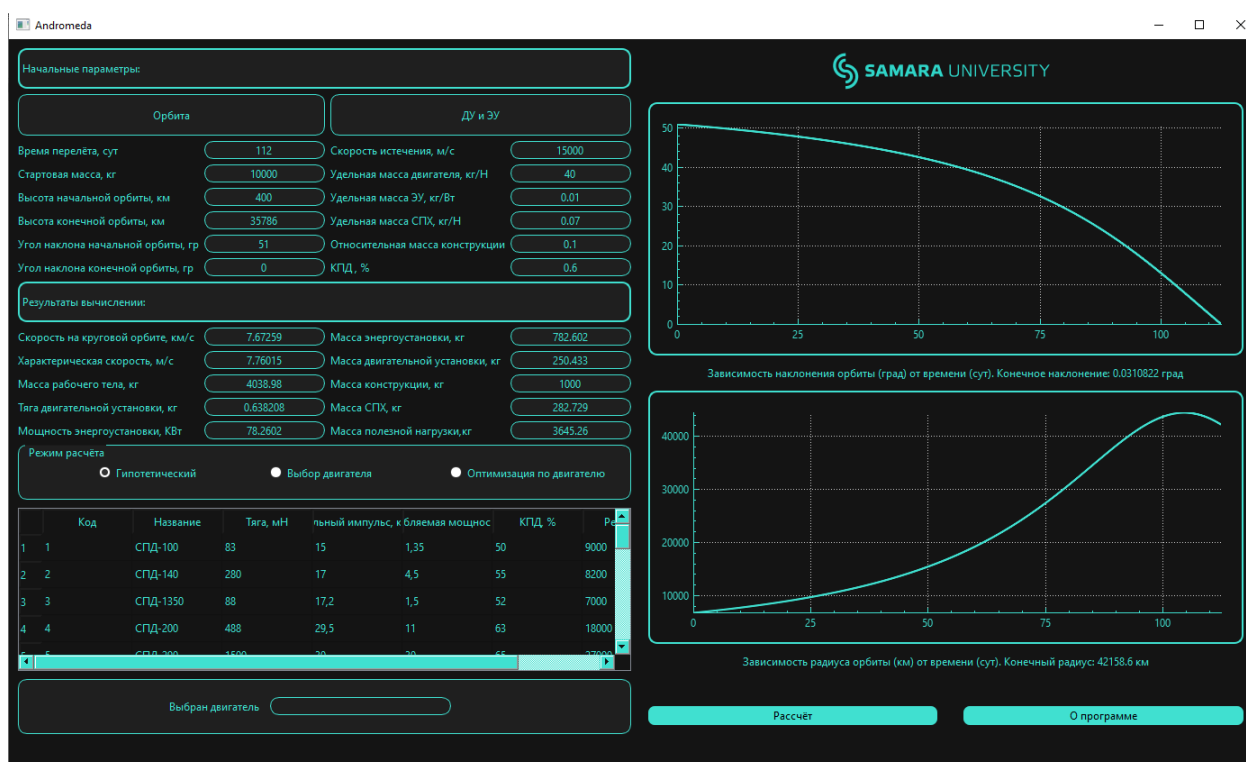 Andromeda
Начальные параметры:
SAMARA UNIVERSITY
Орбита ДУ и ЭУ
Время перелёта, сут 112 Скорость истечения, м/с 15000
Стартовая масса, кг 10000 Удельная масса двигателя, кг/Н 40
Высота начальной орбиты, км 400 Удельная масса ЭУ, кг/Вт 0.01
Высота конечной орбиты, км 35786 Удельная масса СПХ, кг/Н 0.07
Угол наклона начальной орбиты, гр 51 Относительная масса конструкции 0.1
Угол наклона конечной орбиты, гр 0 КПД , % 0.6
Результаты вычислении:
Скорость на круговой орбите, км/с 7.67259 Масса энергоустановки, кг 782.602
Характерическая скорость, м/с 7.76015 Масса двигательной установки, кг 250.433
Масса рабочего тела, кг 4038.98 Масса конструкции, кг 1000
Тяга двигательной установки, кг 0.638208 Масса СПХ, кг 282.729
Мощность энергоустановки, КВт 78.2602 Масса полезной нагрузки,кг 3645.26
Режим расчёта
Гипотетический Выбор двигателя Оптимизация по двигателю
Код Название Тяга, мН льный импульс, к бляемая мощнос КПД, % Ре
1 1 СПД-100 83 15 1,35 50 9000
2 2 СПД-140 280 17 4,5 55 8200
3 3 СПД-1350 88 17,2 1,5 52 7000
4 4 СПД-200 488 29,5 11 63 18000
Выбран двигатель
50
40
30
20
10
0
0 25 50 75 100
Зависимость наклонения орбиты (град) от времени (сут). Конечное наклонение: 0.0310822 град
40000
30000
20000
10000
0 25 50 75 100
Зависимость радиуса орбиты (км) от времени (сут). Конечный радиус: 42158.6 км
Рассчёт О программе